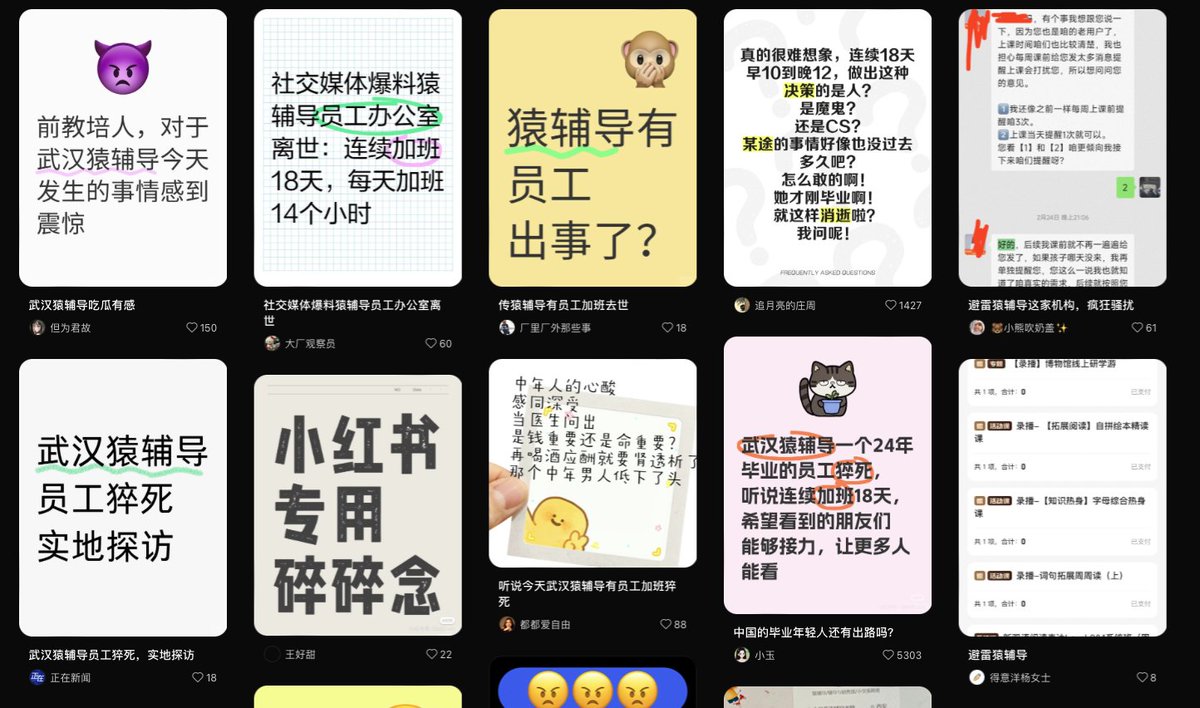 前教培人，对于
武汉猿辅导今天
发生的事情感到
震惊
武汉猿辅导吃瓜有感
但为君故
150
武汉猿辅导
员工猝死
实地探访
武汉猿辅导员工猝死，实地探访
正在新闻
18
社交媒体爆料猿
辅导员工办公室
离世：连续加班
18天，每天加班
14个小时
社交媒体爆料猿辅导员工办公室离
世
大厂观察员
60
小红书
专用
碎碎念
王好甜
22
猿辅导有
员工
出事了？
传猿辅导有员工加班去世
厂里厂外那些事
18
中年人的心酸
感同深受
当医生问出
是钱重要还是命重要？
再喝酒应酬就要肾透析了
那个中年男人低下了头
听说今天武汉猿辅导有员工加班猝
死
都都爱自由
88
真的很难想象，连续18天
早10到晚12，做出这种
决策的是人？
是魔鬼？
还是CS？
某途的事情好像也没过去
多久吧？
怎么敢的啊！
她才刚毕业啊！
就这样消逝啦？
我问呢！
FREQUENTLY ASKED QUESTIONS
追月亮的庄周
1427
武汉猿辅导一个24年
毕业的员工猝死，
听说连续加班18天，
希望看到的朋友们
能够接力，让更多人
能看
中国的毕业年轻人还有出路吗？
小玉
5303
，有个事我想跟您说一
下，因为您也是咱的老用户了，
上课时间咱们也比较清楚，我也
担心每周课前给您发太多消息提
醒上课会打扰您，所以想问问您
的意见。
1我还像之前一样每周上课前提
醒咱3次。
2上课当天提醒1次就可以。
您看【1】和【2】咱更倾向我接
下来咱们提醒呀？
2
2月24日 晚上21:06
好的，后续我课前就不再一遍遍给
您发了，如果孩子哪天没来，我再
单独提醒您，您这么一说我也就知
道了咱真实的需求，后续就按照您
避雷猿辅导这家机构，疯狂骚扰
🐻小熊吹奶盖✨
61
专题 【录播】博物馆线上研学游
共 1 项，合计：0 已支付
活动课 录播-【拓展阅读】自拼绘本精读
课
共 1 项，合计：0 已支付
活动课 录播-【知识热身】字母综合热身
课
共 1 项，合计：0 已支付
活动课 录播-词句拓展周周读（上）
共 1 项，合计：0 已支付
避雷猿辅导
得意洋杨女士
8